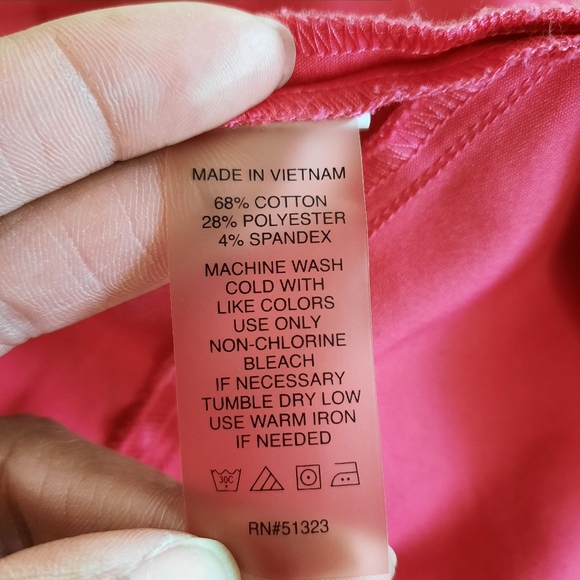 MADE IN VIETNAM
68% COTTON
28% POLYESTER
4% SPANDEX
MACHINE WASH
COLD WITH
LIKE COLORS
USE ONLY
NON-CHLORINE
BLEACH
IF NECESSARY
TUMBLE DRY LOW
USE WARM IRON
IF NEEDED
30C
RN#51323